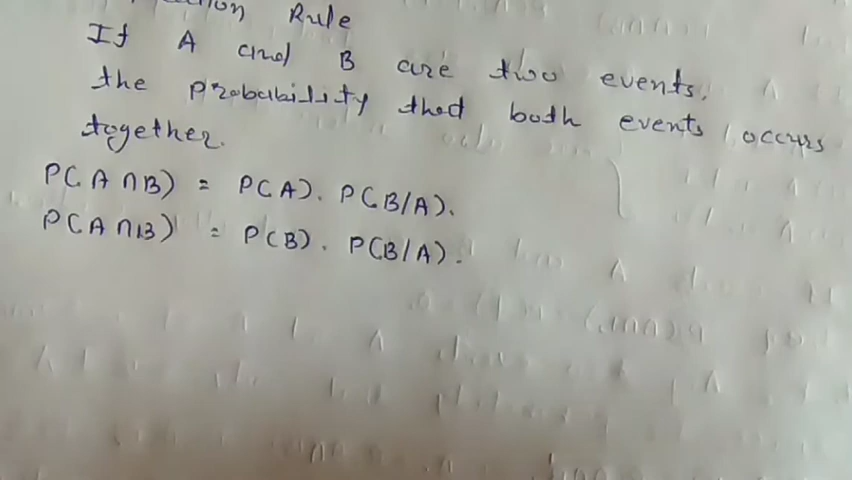 Rule
If A and B are two events,
the probability that both events occurs
together.
P(A∩B) = P(A). P(B/A).
P(A∩B) = P(B). P(B/A).